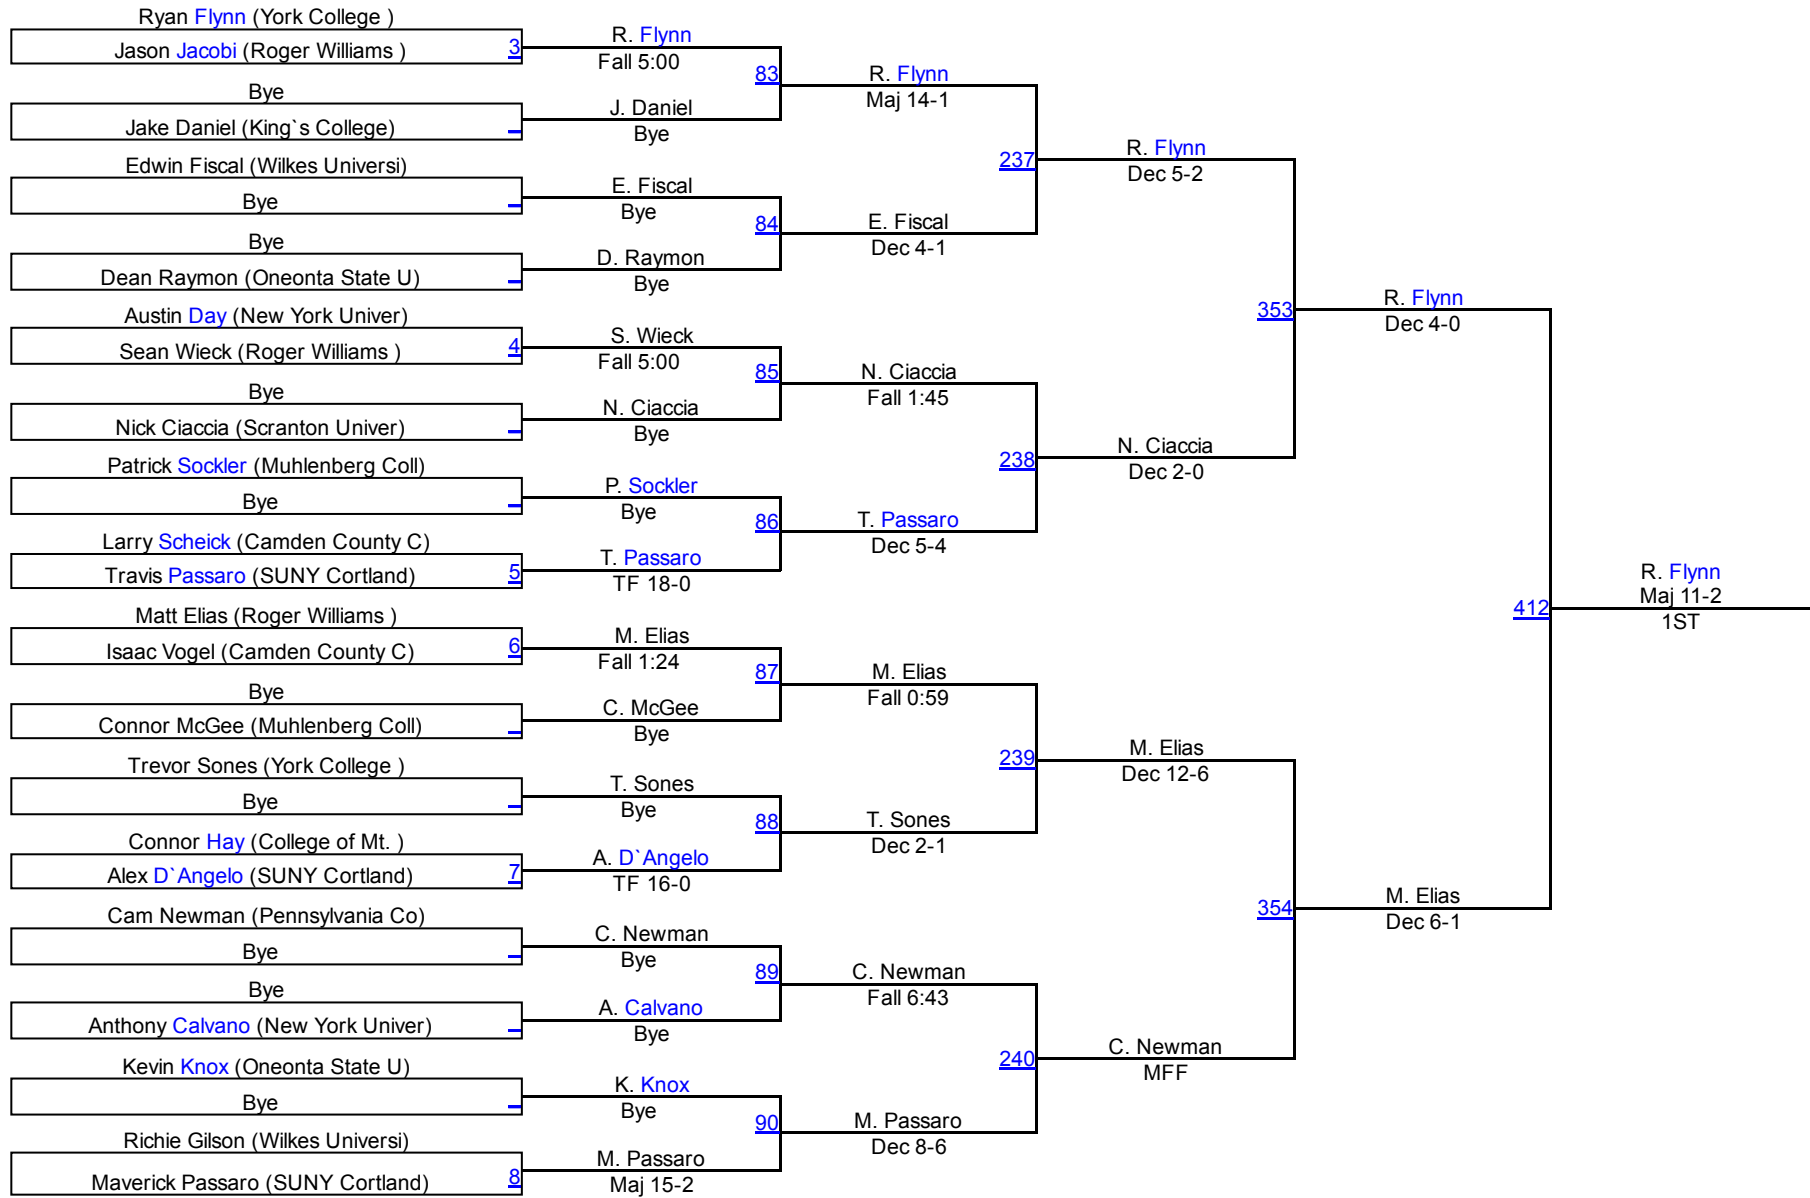 Ryan Flynn (York College )
Jason Jacobi (Roger Williams )
3
Bye
Jake Daniel (King`s College)
Edwin Fiscal (Wilkes Universi)
Bye
Bye
Dean Raymon (Oneonta State U)
Austin Day (New York Univer)
Sean Wieck (Roger Williams )
4
Bye
Nick Ciaccia (Scranton Univer)
Patrick Sockler (Muhlenberg Coll)
Bye
Larry Scheick (Camden County C)
Travis Passaro (SUNY Cortland)
5
Matt Elias (Roger Williams )
Isaac Vogel (Camden County C)
6
Bye
Connor McGee (Muhlenberg Coll)
Trevor Sones (York College )
Bye
Connor Hay (College of Mt. )
Alex D`Angelo (SUNY Cortland)
7
Cam Newman (Pennsylvania Co)
Bye
Bye
Anthony Calvano (New York Univer)
Kevin Knox (Oneonta State U)
Bye
Richie Gilson (Wilkes Universi)
Maverick Passaro (SUNY Cortland)
8
R. Flynn
Fall 5:00
83
J. Daniel
Bye
E. Fiscal
Bye
84
D. Raymon
Bye
S. Wieck
Fall 5:00
85
N. Ciaccia
Bye
P. Sockler
Bye
86
T. Passaro
TF 18-0
M. Elias
Fall 1:24
87
C. McGee
Bye
T. Sones
Bye
88
A. D`Angelo
TF 16-0
C. Newman
Bye
89
A. Calvano
Bye
K. Knox
Bye
90
M. Passaro
Maj 15-2
R. Flynn
Maj 14-1
237
E. Fiscal
Dec 4-1
N. Ciaccia
Fall 1:45
238
T. Passaro
Dec 5-4
M. Elias
Fall 0:59
239
T. Sones
Dec 2-1
C. Newman
Fall 6:43
240
M. Passaro
Dec 8-6
R. Flynn
Dec 5-2
353
N. Ciaccia
Dec 2-0
M. Elias
Dec 12-6
354
C. Newman
MFF
R. Flynn
Dec 4-0
412
M. Elias
Dec 6-1
R. Flynn
Maj 11-2
1ST